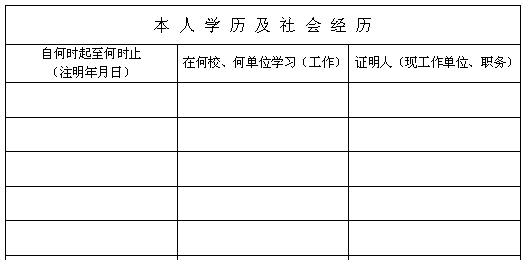 本人学历及社会经历
自何时起至何时止
（注明年月日）
在何校、何单位学习（工作）
证明人（现工作单位、职务）